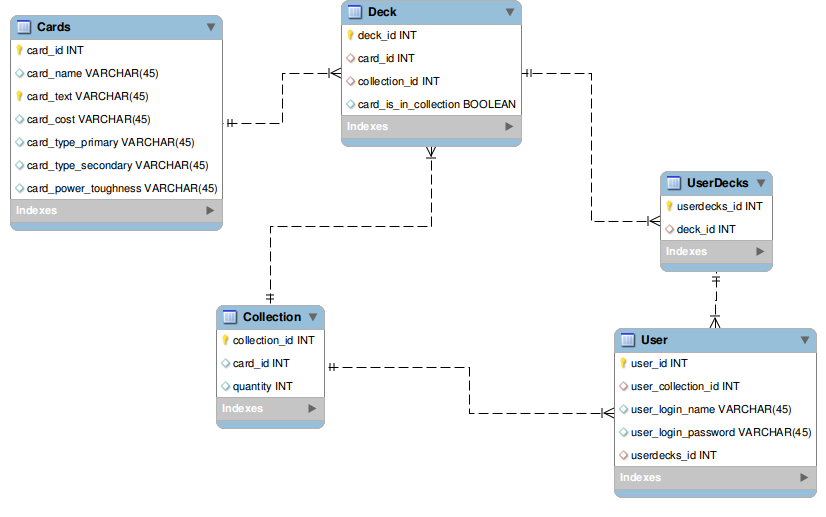 Cards
card_id INT
card_name VARCHAR(45)
card_text VARCHAR(45)
card_cost VARCHAR(45)
card_type_primary VARCHAR(45)
card_type_secondary VARCHAR(45)
card_power_toughness VARCHAR(45)
Indexes
Deck
deck_id INT
card_id INT
collection_id INT
card_is_in_collection BOOLEAN
Indexes
UserDecks
userdecks_id INT
deck_id INT
Indexes
Collection
collection_id INT
card_id INT
quantity INT
Indexes
User
user_id INT
user_collection_id INT
user_login_name VARCHAR(45)
user_login_password VARCHAR(45)
userdecks_id INT
Indexes